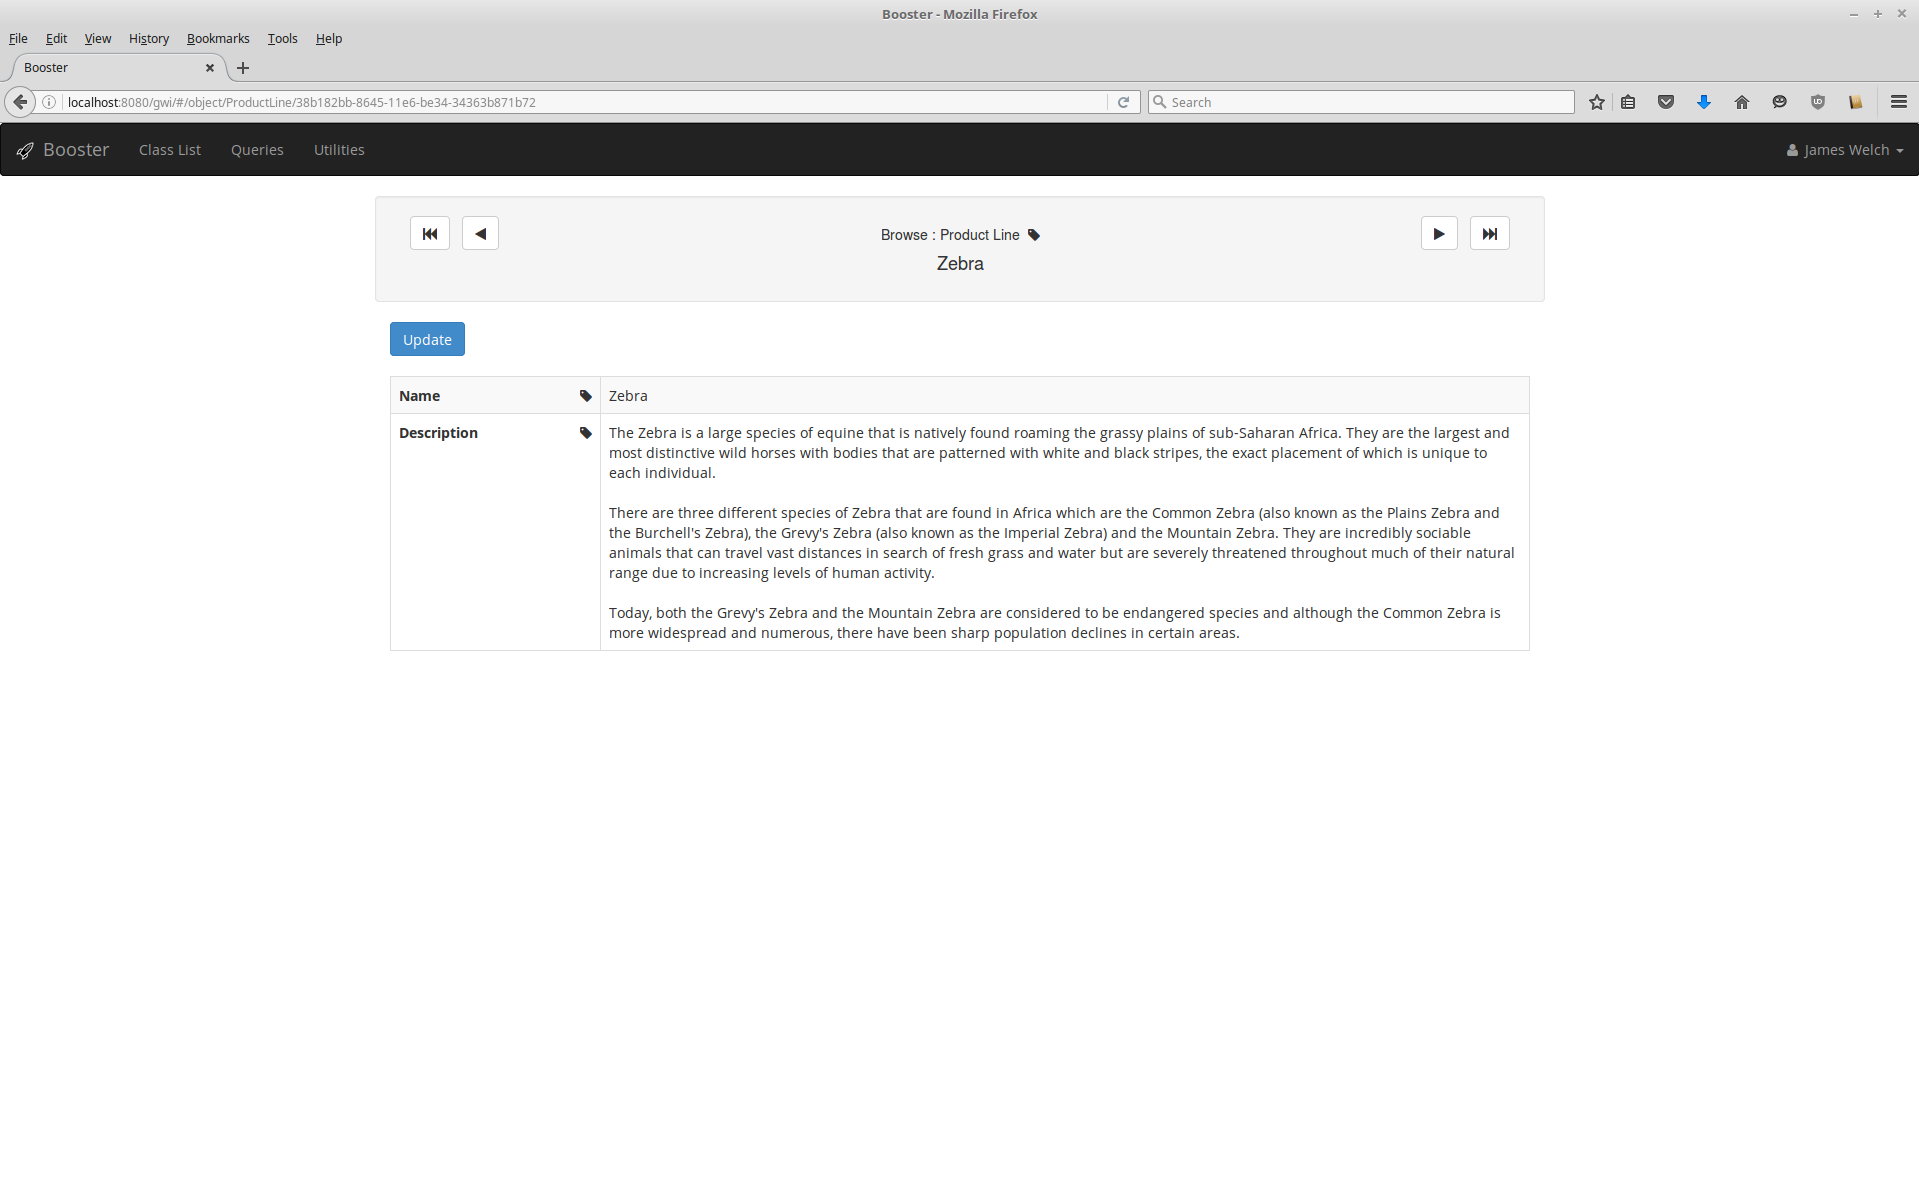 Booster - Mozilla Firefox
File Edit View History Bookmarks Tools Help
Booster
localhost:8080/gwi/#/object/ProductLine/38b182bb-8645-11e6-be34-34363b871b72
Search
Booster Class List Queries Utilities James Welch
Browse : Product Line
Zebra
Update
Name Zebra
Description The Zebra is a large species of equine that is natively found roaming the grassy plains of sub-Saharan Africa. They are the largest and
most distinctive wild horses with bodies that are patterned with white and black stripes, the exact placement of which is unique to
each individual.
There are three different species of Zebra that are found in Africa which are the Common Zebra (also known as the Plains Zebra and
the Burchell's Zebra), the Grevy's Zebra (also known as the Imperial Zebra) and the Mountain Zebra. They are incredibly sociable
animals that can travel vast distances in search of fresh grass and water but are severely threatened throughout much of their natural
range due to increasing levels of human activity.
Today, both the Grevy's Zebra and the Mountain Zebra are considered to be endangered species and although the Common Zebra is
more widespread and numerous, there have been sharp population declines in certain areas.